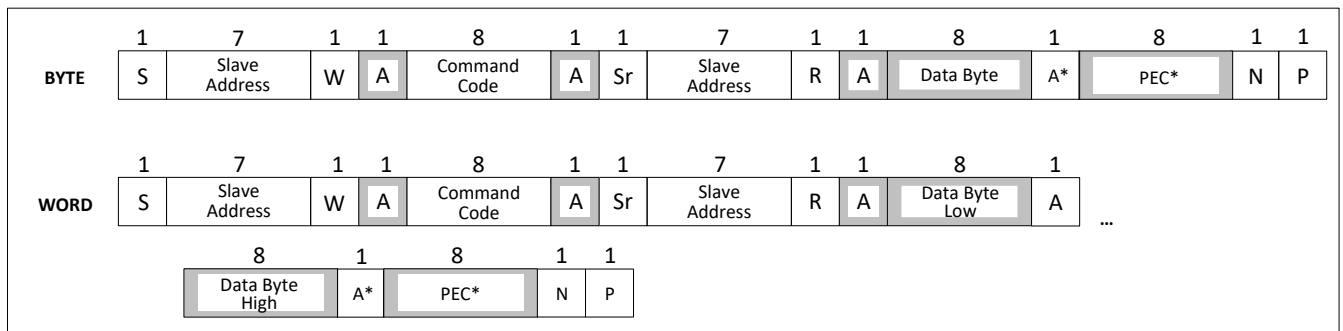 1 7 1 1 8 1 1 7 1 1 8 1 8 1 1
BYTE S Slave Address W A Command Code A Sr Slave Address R A Data Byte A* PEC* N P
1 7 1 1 8 1 1 7 1 1 8 1
WORD S Slave Address W A Command Code A Sr Slave Address R A Data Byte Low A ...
8 1 8 1 1
Data Byte High A* PEC* N P